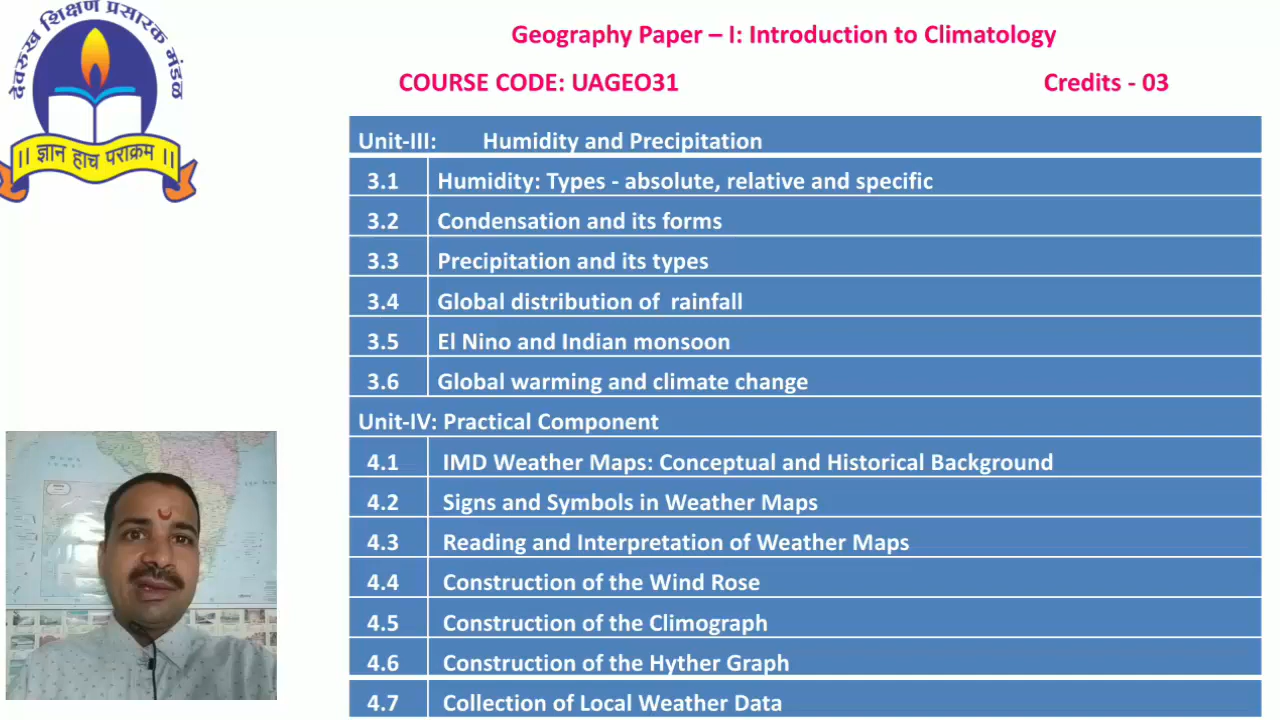 देवरुख शिक्षण प्रसारक मंडळ
|| ज्ञान हाच पराक्रम ||
Geography Paper – I: Introduction to Climatology
COURSE CODE: UAGEO31 Credits - 03
Unit-III: Humidity and Precipitation
3.1 Humidity: Types - absolute, relative and specific
3.2 Condensation and its forms
3.3 Precipitation and its types
3.4 Global distribution of rainfall
3.5 El Nino and Indian monsoon
3.6 Global warming and climate change
Unit-IV: Practical Component
4.1 IMD Weather Maps: Conceptual and Historical Background
4.2 Signs and Symbols in Weather Maps
4.3 Reading and Interpretation of Weather Maps
4.4 Construction of the Wind Rose
4.5 Construction of the Climograph
4.6 Construction of the Hyther Graph
4.7 Collection of Local Weather Data